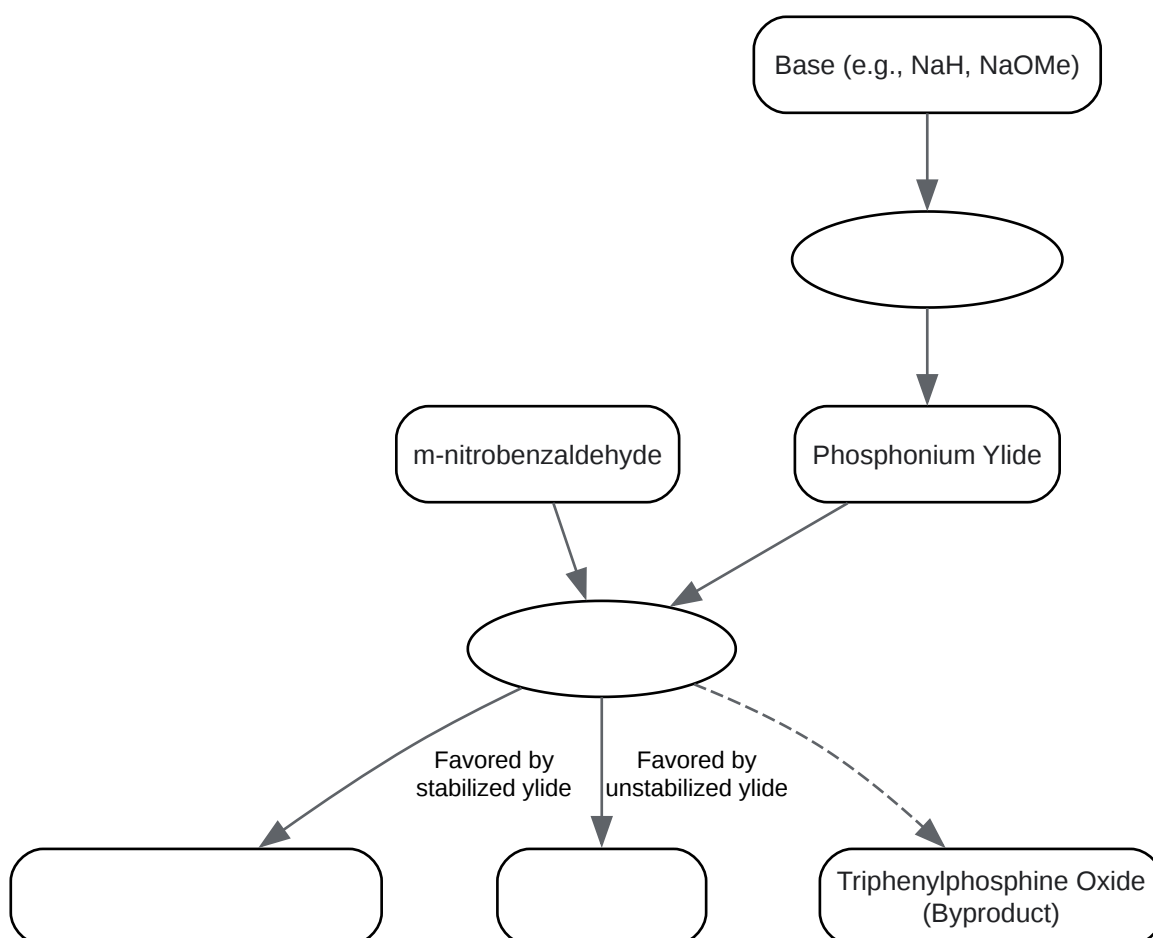 Base (e.g., NaH, NaOMe)
m-nitrobenzaldehyde
Phosphonium Ylide
Favored by
stabilized ylide
Favored by
unstabilized ylide
Triphenylphosphine Oxide
(Byproduct)